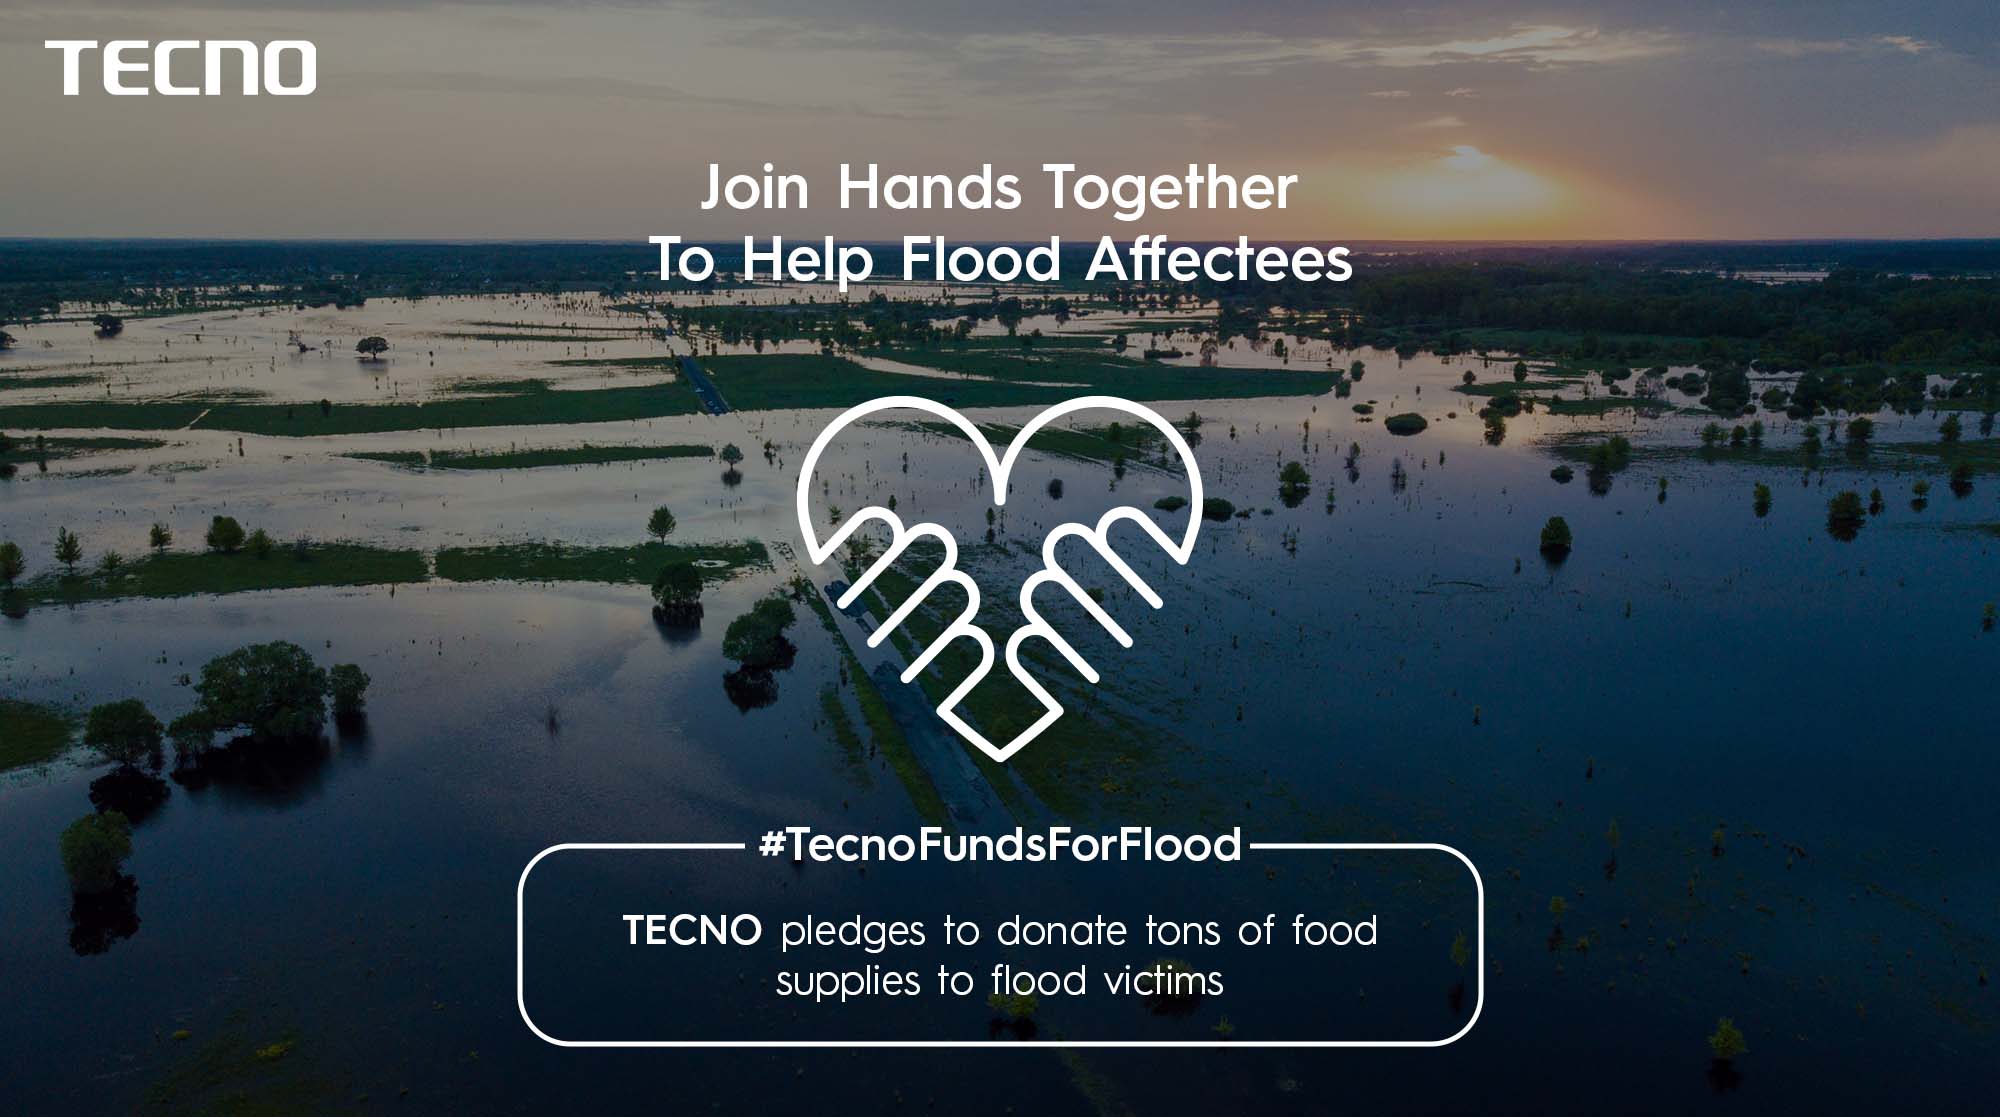 TECNO
Join Hands Together
To Help Flood Affectees
#TecnoFundsForFlood
TECNO pledges to donate tons of food
supplies to flood victims